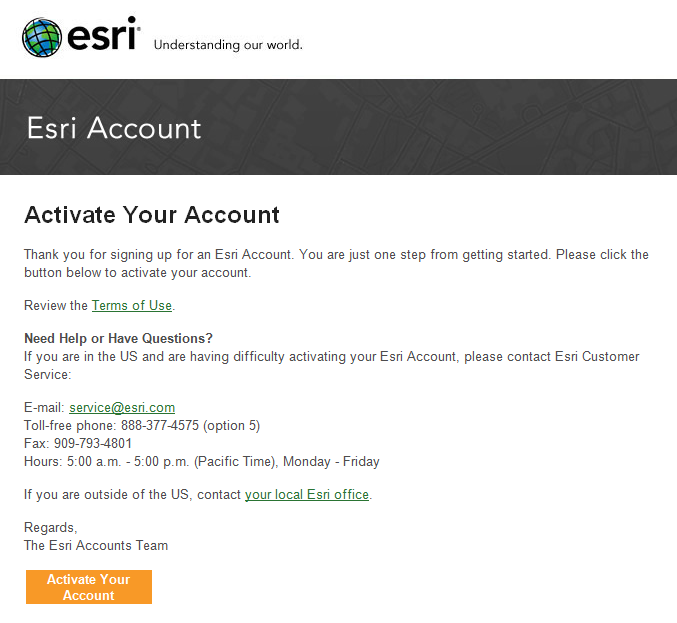 esri Understanding our world.
Esri Account
Activate Your Account
Thank you for signing up for an Esri Account. You are just one step from getting started. Please click the
button below to activate your account.
Review the Terms of Use.
Need Help or Have Questions?
If you are in the US and are having difficulty activating your Esri Account, please contact Esri Customer
Service:
E-mail: service@esri.com
Toll-free phone: 888-377-4575 (option 5)
Fax: 909-793-4801
Hours: 5:00 a.m. - 5:00 p.m. (Pacific Time), Monday - Friday
If you are outside of the US, contact your local Esri office.
Regards,
The Esri Accounts Team
Activate Your
Account